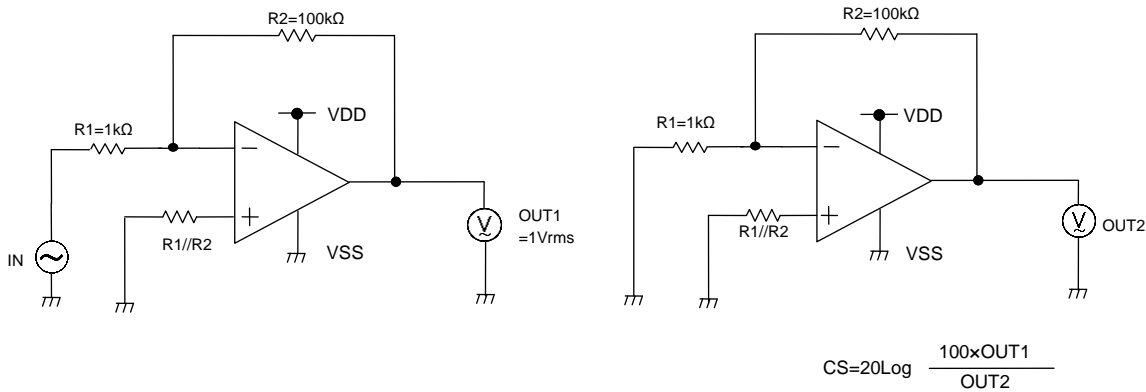 R2=100kΩ
VDD
R1=1kΩ
R1//R2
VSS
OUT1
=1Vrms
IN
R2=100kΩ
VDD
R1=1kΩ
R1//R2
VSS
OUT2
CS=20Log 100×OUT1
OUT2